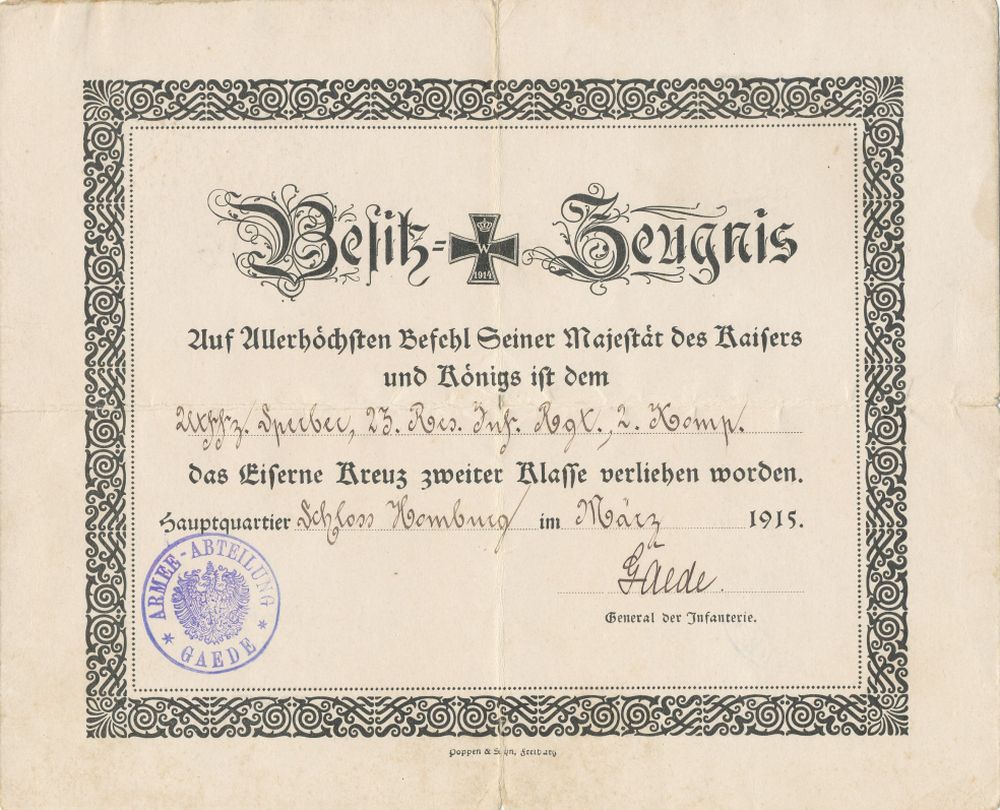 Besitz- W 1914 Zeugnis
Auf Allerhöchsten Befehl Seiner Majestät des Kaisers
und Königs ist dem
Utffz. Sperber, 23. Res. Inf. Rgt., 2. Komp.
das Eiserne Kreuz zweiter Klasse verliehen worden.
Hauptquartier Schloss Homburg im März 1915.
Gaede.
General der Infanterie.
* ARMEE-ABTEILUNG *
GAEDE
Poppen & Sohn, Freiburg